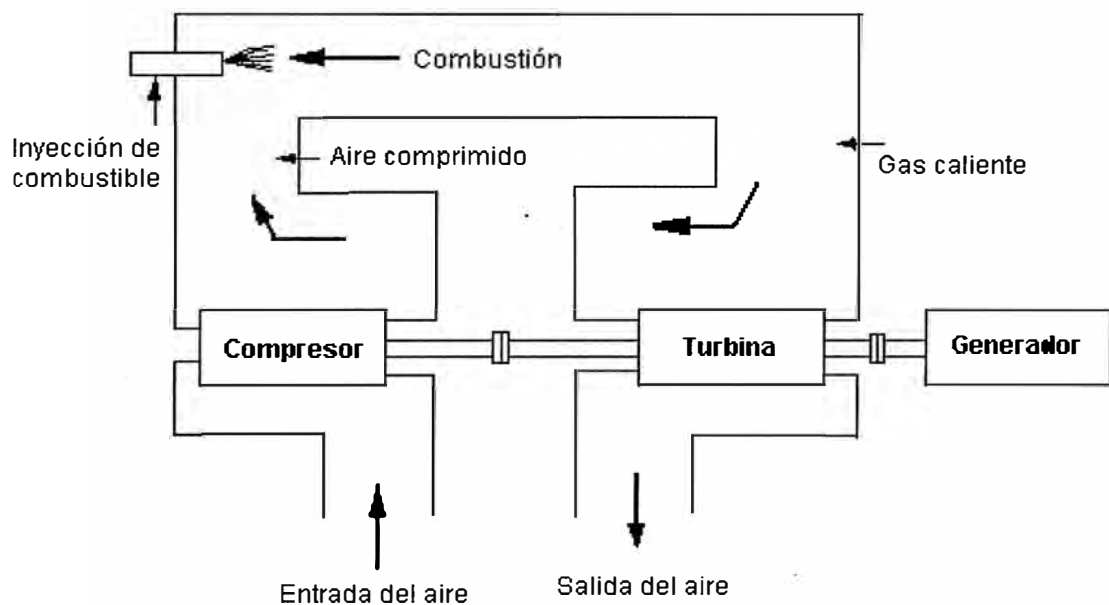 Combustión
Inyección de
combustible
Aire comprimido
Gas caliente
Compresor
Turbina
Generador
Entrada del aire
Salida del aire